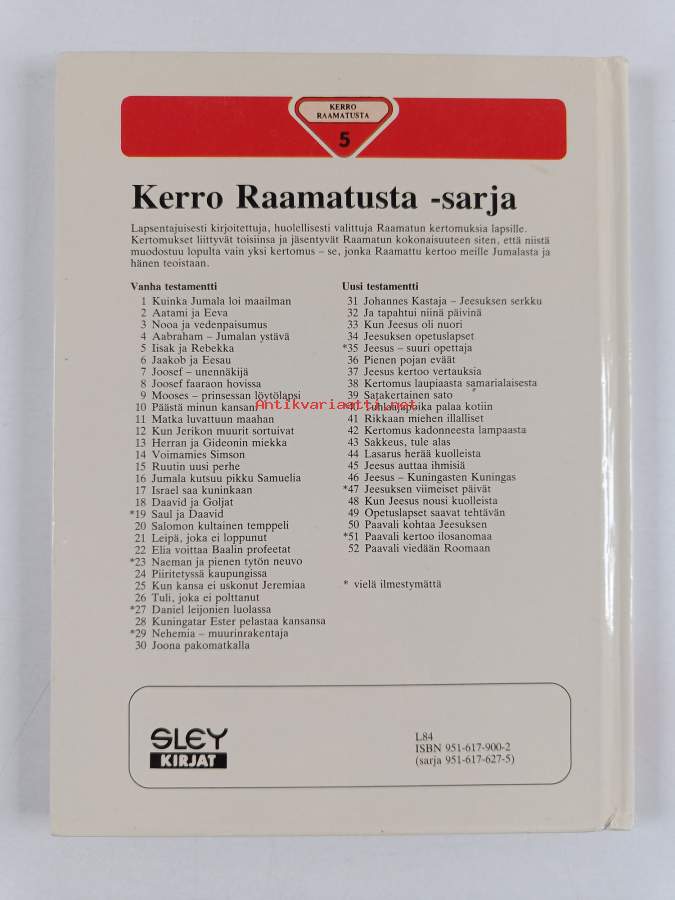 KERRO
RAAMATUSTA
5
Kerro Raamatusta -sarja
Lapsentajuisesti kirjoitettuja, huolellisesti valittuja Raamatun kertomuksia lapsille.
Kertomukset liittyvät toisiinsa ja jäsentyvät Raamatun kokonaisuuteen siten, että niistä
muodostuu lopulta vain yksi kertomus – se, jonka Raamattu kertoo meille Jumalasta ja
hänen teoistaan.
Vanha testamentti
1 Kuinka Jumala loi maailman
2 Aatami ja Eeva
3 Nooa ja vedenpaisumus
4 Aabraham – Jumalan ystävä
5 Iisak ja Rebekka
6 Jaakob ja Eesau
7 Joosef – unennäkijä
8 Joosef faaraon hovissa
9 Mooses – prinsessan löytölapsi
10 Päästä minun kansani
11 Matka luvattuun maahan
12 Kun Jerikon muurit sortuivat
13 Herran ja Gideonin miekka
14 Voimamies Simson
15 Ruutin uusi perhe
16 Jumala kutsuu pikku Samuelia
17 Israel saa kuninkaan
18 Daavid ja Goljat
*19 Saul ja Daavid
20 Salomon kultainen temppeli
21 Leipä, joka ei loppunut
22 Elia voittaa Baalin profeetat
*23 Naeman ja pienen tytön neuvo
24 Piiritetyssä kaupungissa
25 Kun kansa ei uskonut Jeremiaa
26 Tuli, joka ei polttanut
*27 Daniel leijonien luolassa
28 Kuningatar Ester pelastaa kansansa
*29 Nehemia – muurinrakentaja
30 Joona pakomatkalla
Uusi testamentti
31 Johannes Kastaja – Jeesuksen serkku
32 Ja tapahtui niinä päivinä
33 Kun Jeesus oli nuori
34 Jeesuksen opetuslapset
*35 Jeesus – suuri opettaja
36 Pienen pojan eväät
37 Jeesus kertoo vertauksia
38 Kertomus laupiaasta samarialaisesta
39 Satakertainen sato
40 Tuhlaajapoika palaa kotiin
41 Rikkaan miehen illalliset
42 Kertomus kadonneesta lampaasta
43 Sakkeus, tule alas
44 Lasarus herää kuolleista
45 Jeesus auttaa ihmisiä
46 Jeesus – Kuningasten Kuningas
*47 Jeesuksen viimeiset päivät
48 Kun Jeesus nousi kuolleista
49 Opetuslapset saavat tehtävän
50 Paavali kohtaa Jeesuksen
*51 Paavali kertoo ilosanomaa
52 Paavali viedään Roomaan
* vielä ilmestymättä
Antikvariaatti.net
SLEY
KIRJAT
L84
ISBN 951-617-900-2
(sarja 951-617-627-5)